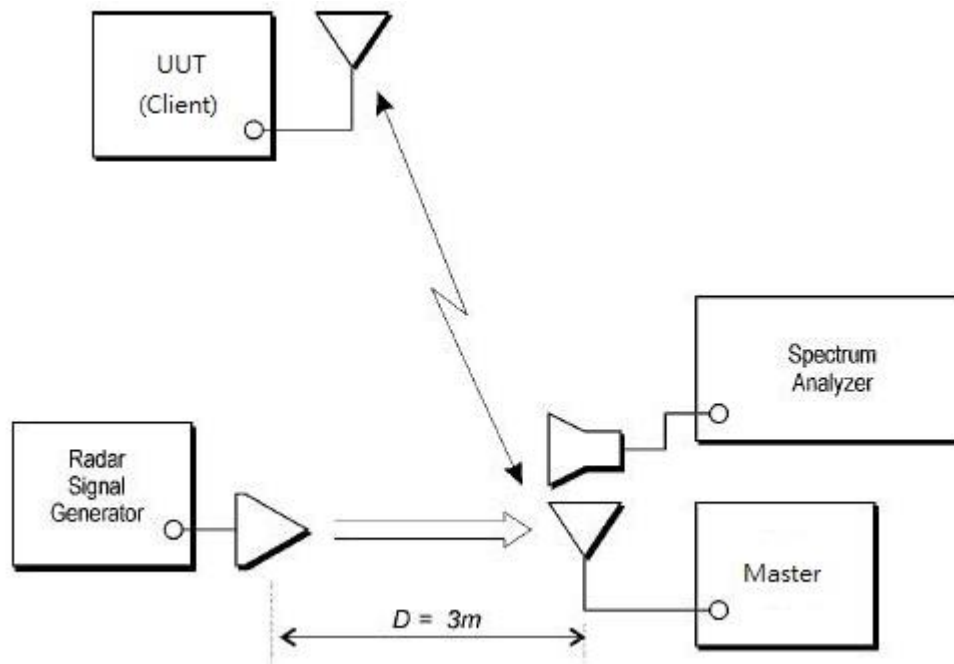 UUT
(Client)
Spectrum
Analyzer
Radar
Signal
Generator
Master
D = 3m